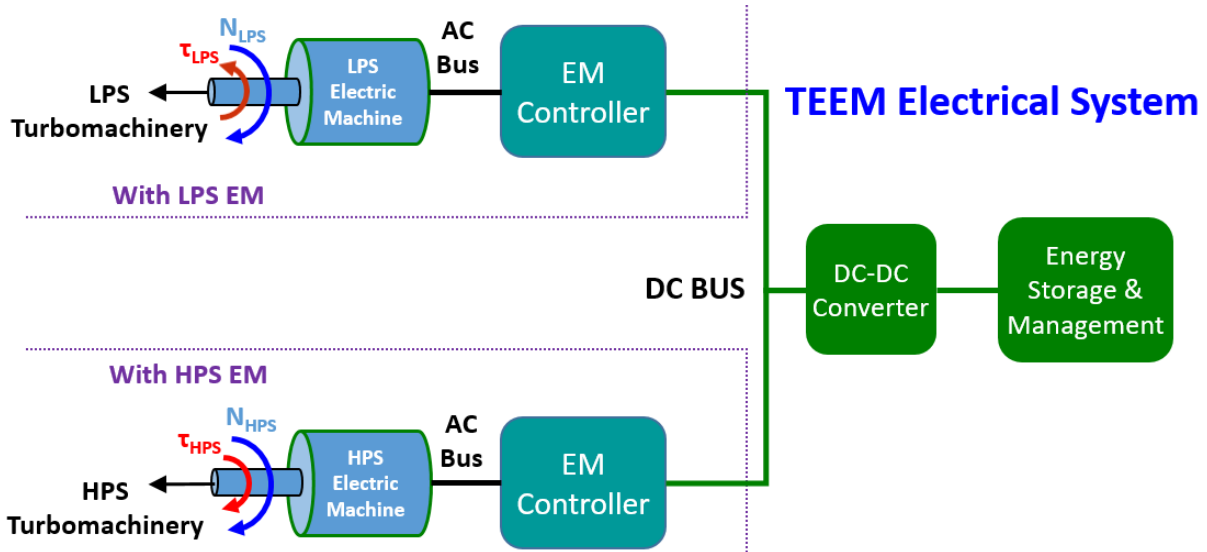 N_LPS
τ_LPS
LPS
Turbomachinery
LPS
Electric
Machine
AC
Bus
EM
Controller
TEEM Electrical System
With LPS EM
DC BUS
DC-DC
Converter
Energy
Storage &
Management
With HPS EM
N_HPS
τ_HPS
HPS
Turbomachinery
HPS
Electric
Machine
AC
Bus
EM
Controller